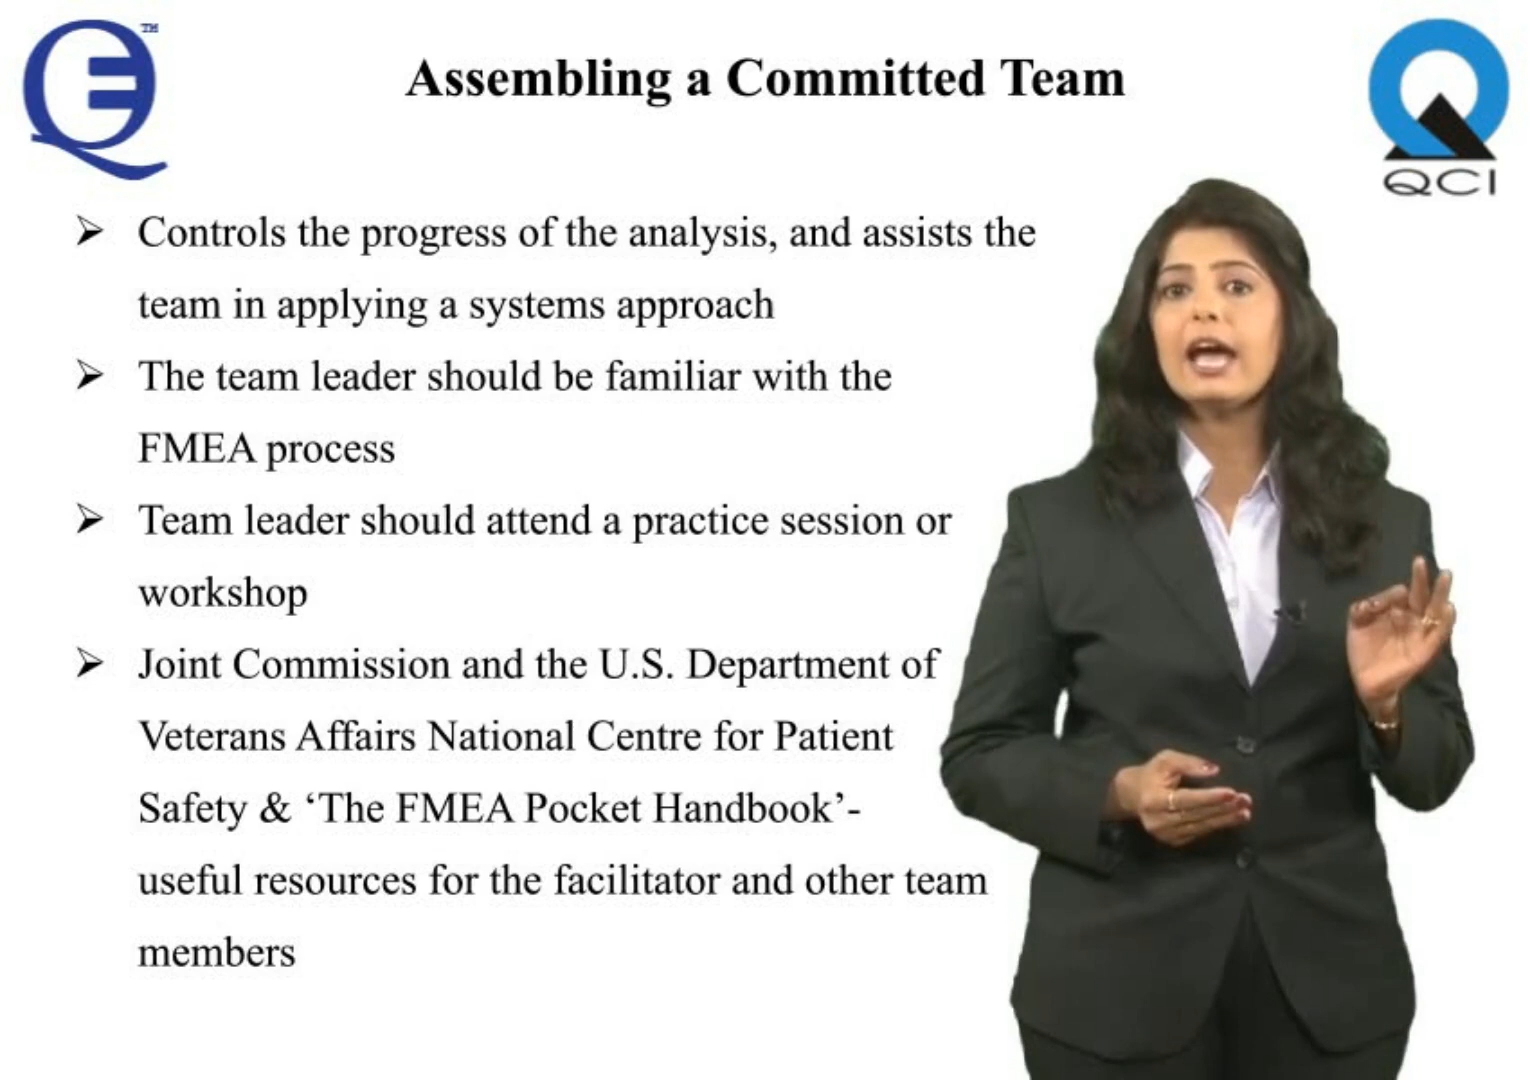 TM
Assembling a Committed Team
QCI
➢ Controls the progress of the analysis, and assists the
team in applying a systems approach
➢ The team leader should be familiar with the
FMEA process
➢ Team leader should attend a practice session or
workshop
➢ Joint Commission and the U.S. Department of
Veterans Affairs National Centre for Patient
Safety & ‘The FMEA Pocket Handbook’-
useful resources for the facilitator and other team
members